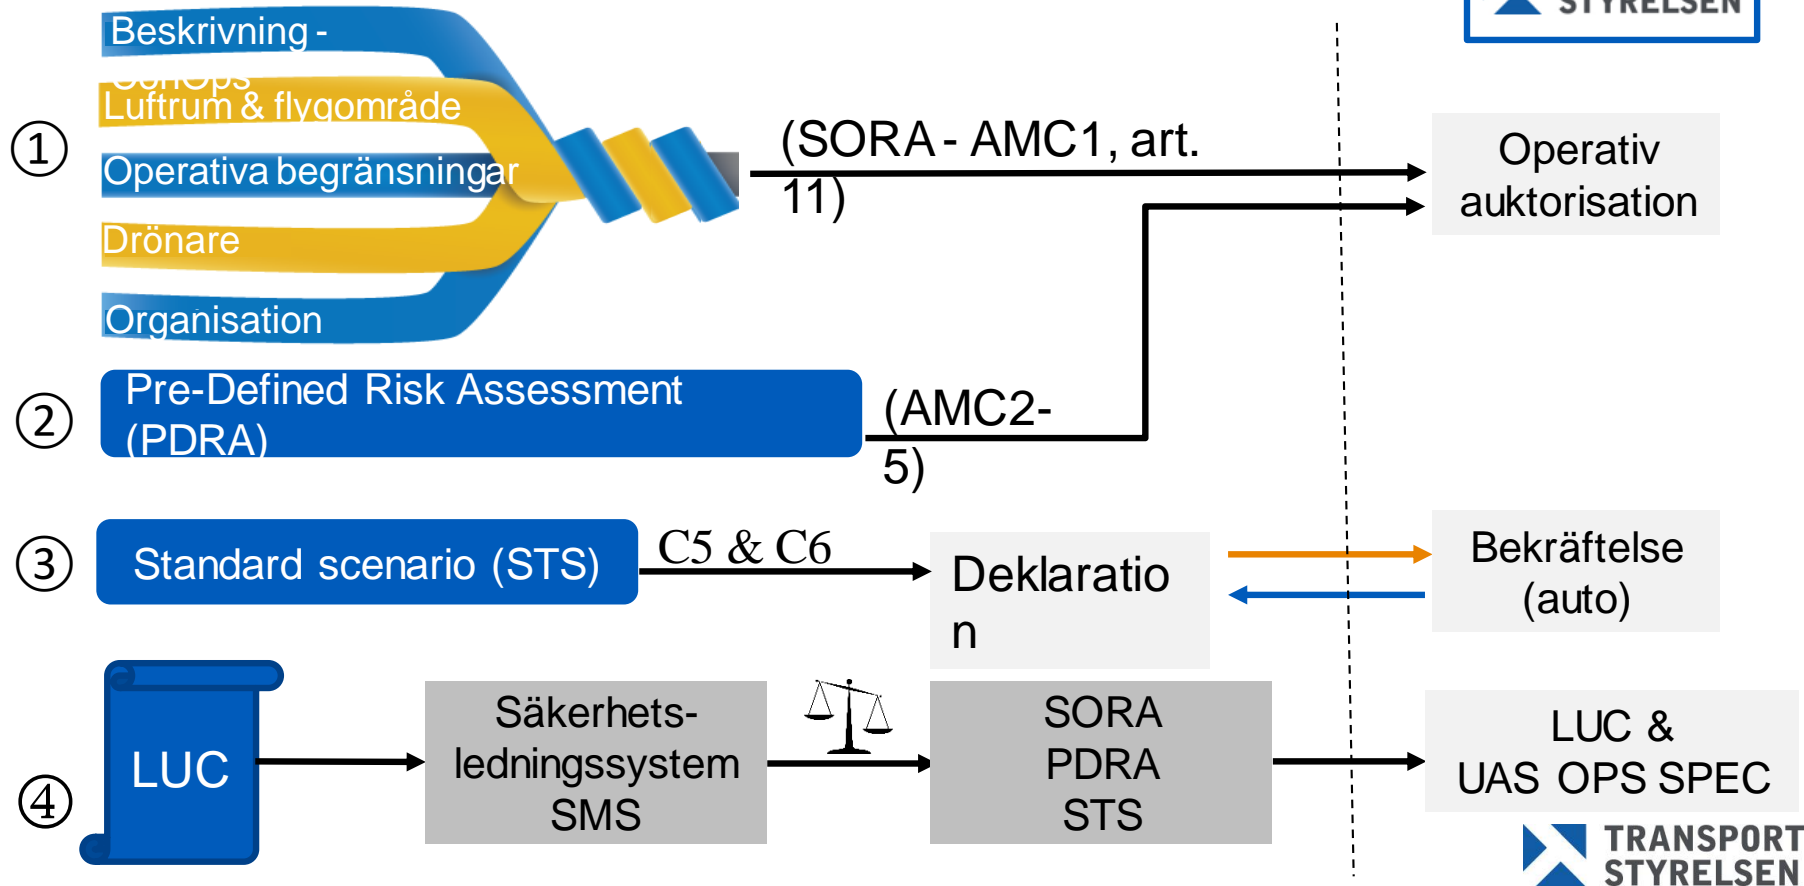 STYRELSEN
①
Beskrivning -
ConOps
Luftrum & flygområde
Operativa begränsningar
Drönare
Organisation
(SORA - AMC1, art.
11)
Operativ
auktorisation
②
Pre-Defined Risk Assessment
(PDRA)
(AMC2-
5)
③
Standard scenario (STS)
C5 & C6
Deklaratio
n
Bekräftelse
(auto)
④
LUC
Säkerhets-
ledningssystem
SMS
SORA
PDRA
STS
LUC &
UAS OPS SPEC
TRANSPORT
STYRELSEN